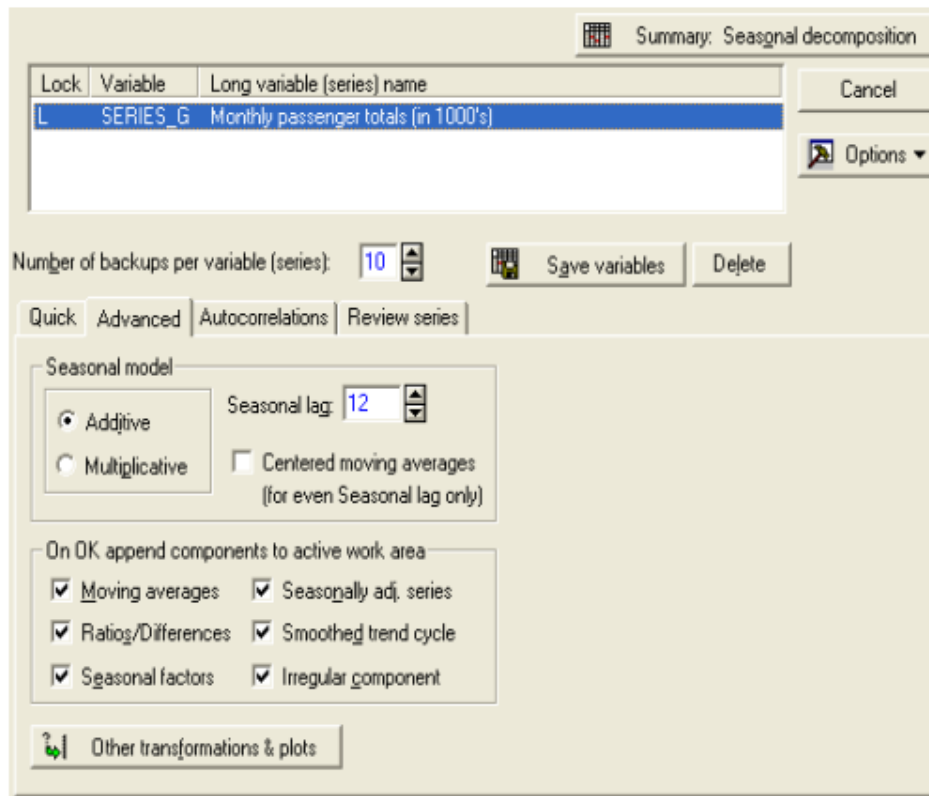 Summary: Seasonal decomposition
Lock Variable Long variable (series) name
L SERIES_G Monthly passenger totals (in 1000's)
Cancel
Options
Number of backups per variable (series): 10 Save variables Delete
Quick Advanced Autocorrelations Review series
Seasonal model
Additive Seasonal lag: 12
Multiplicative Centered moving averages
(for even Seasonal lag only)
On OK append components to active work area
Moving averages Seasonally adj. series
Ratios/Differences Smoothed trend cycle
Seasonal factors Irregular component
Other transformations & plots